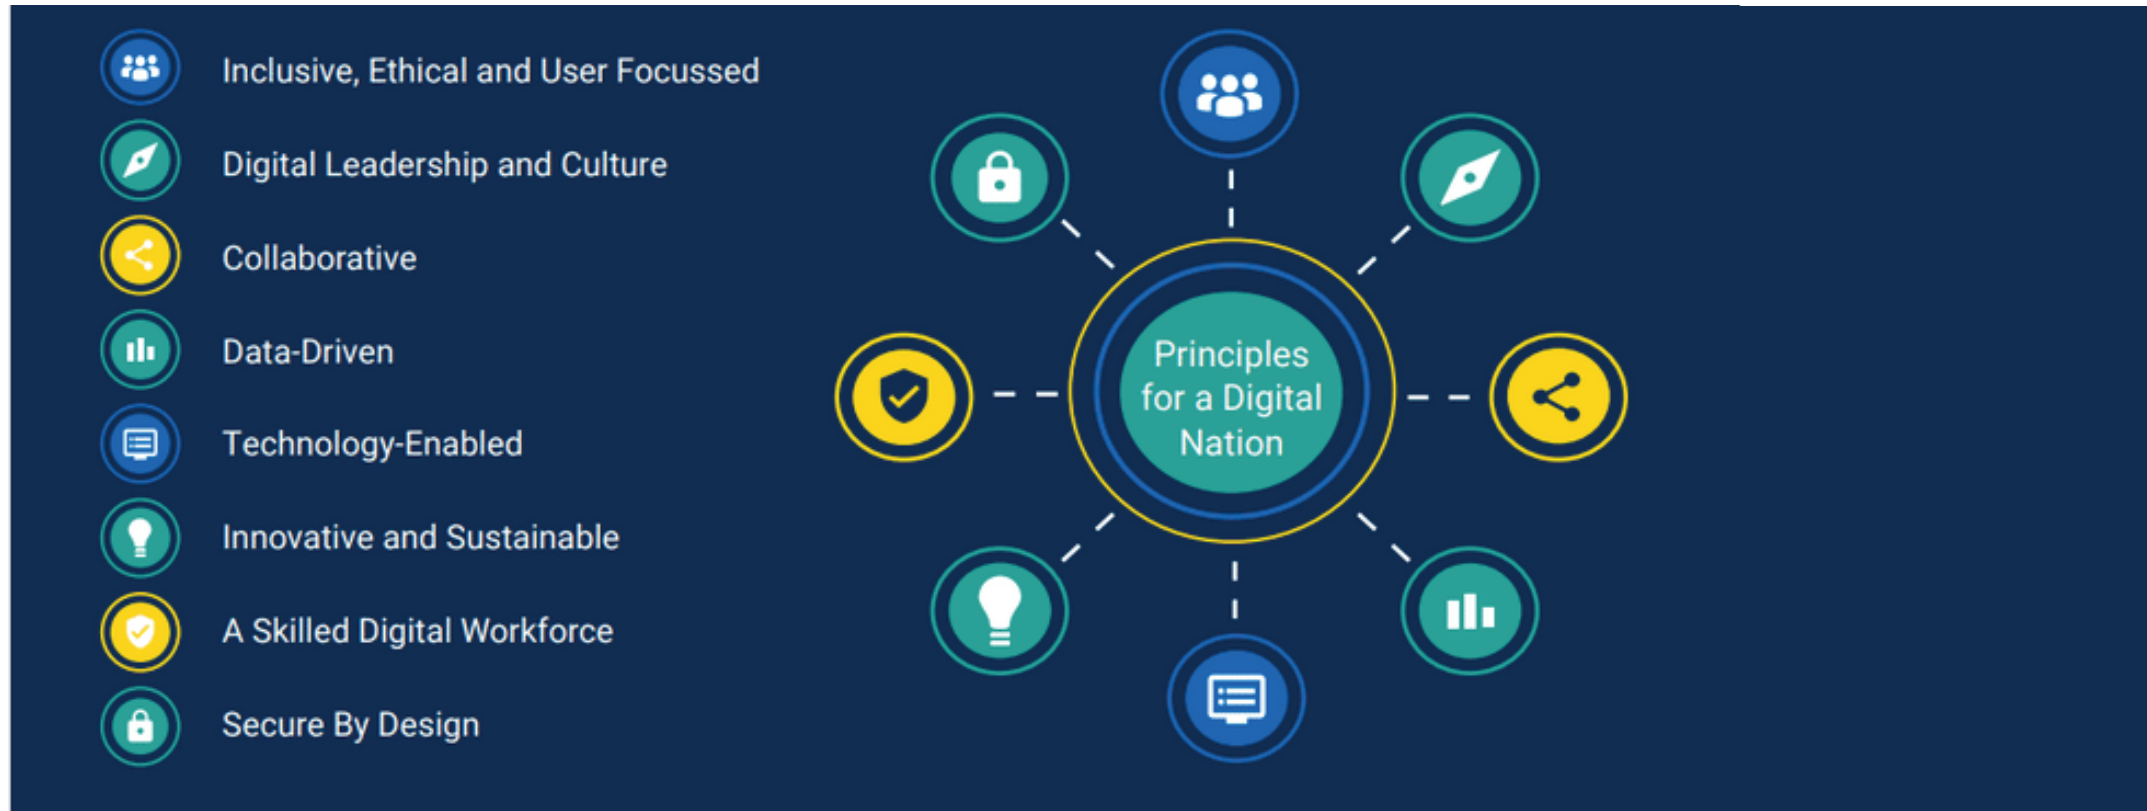 Inclusive, Ethical and User Focussed
Digital Leadership and Culture
Collaborative
Data-Driven
Technology-Enabled
Innovative and Sustainable
A Skilled Digital Workforce
Secure By Design
Principles
for a Digital
Nation